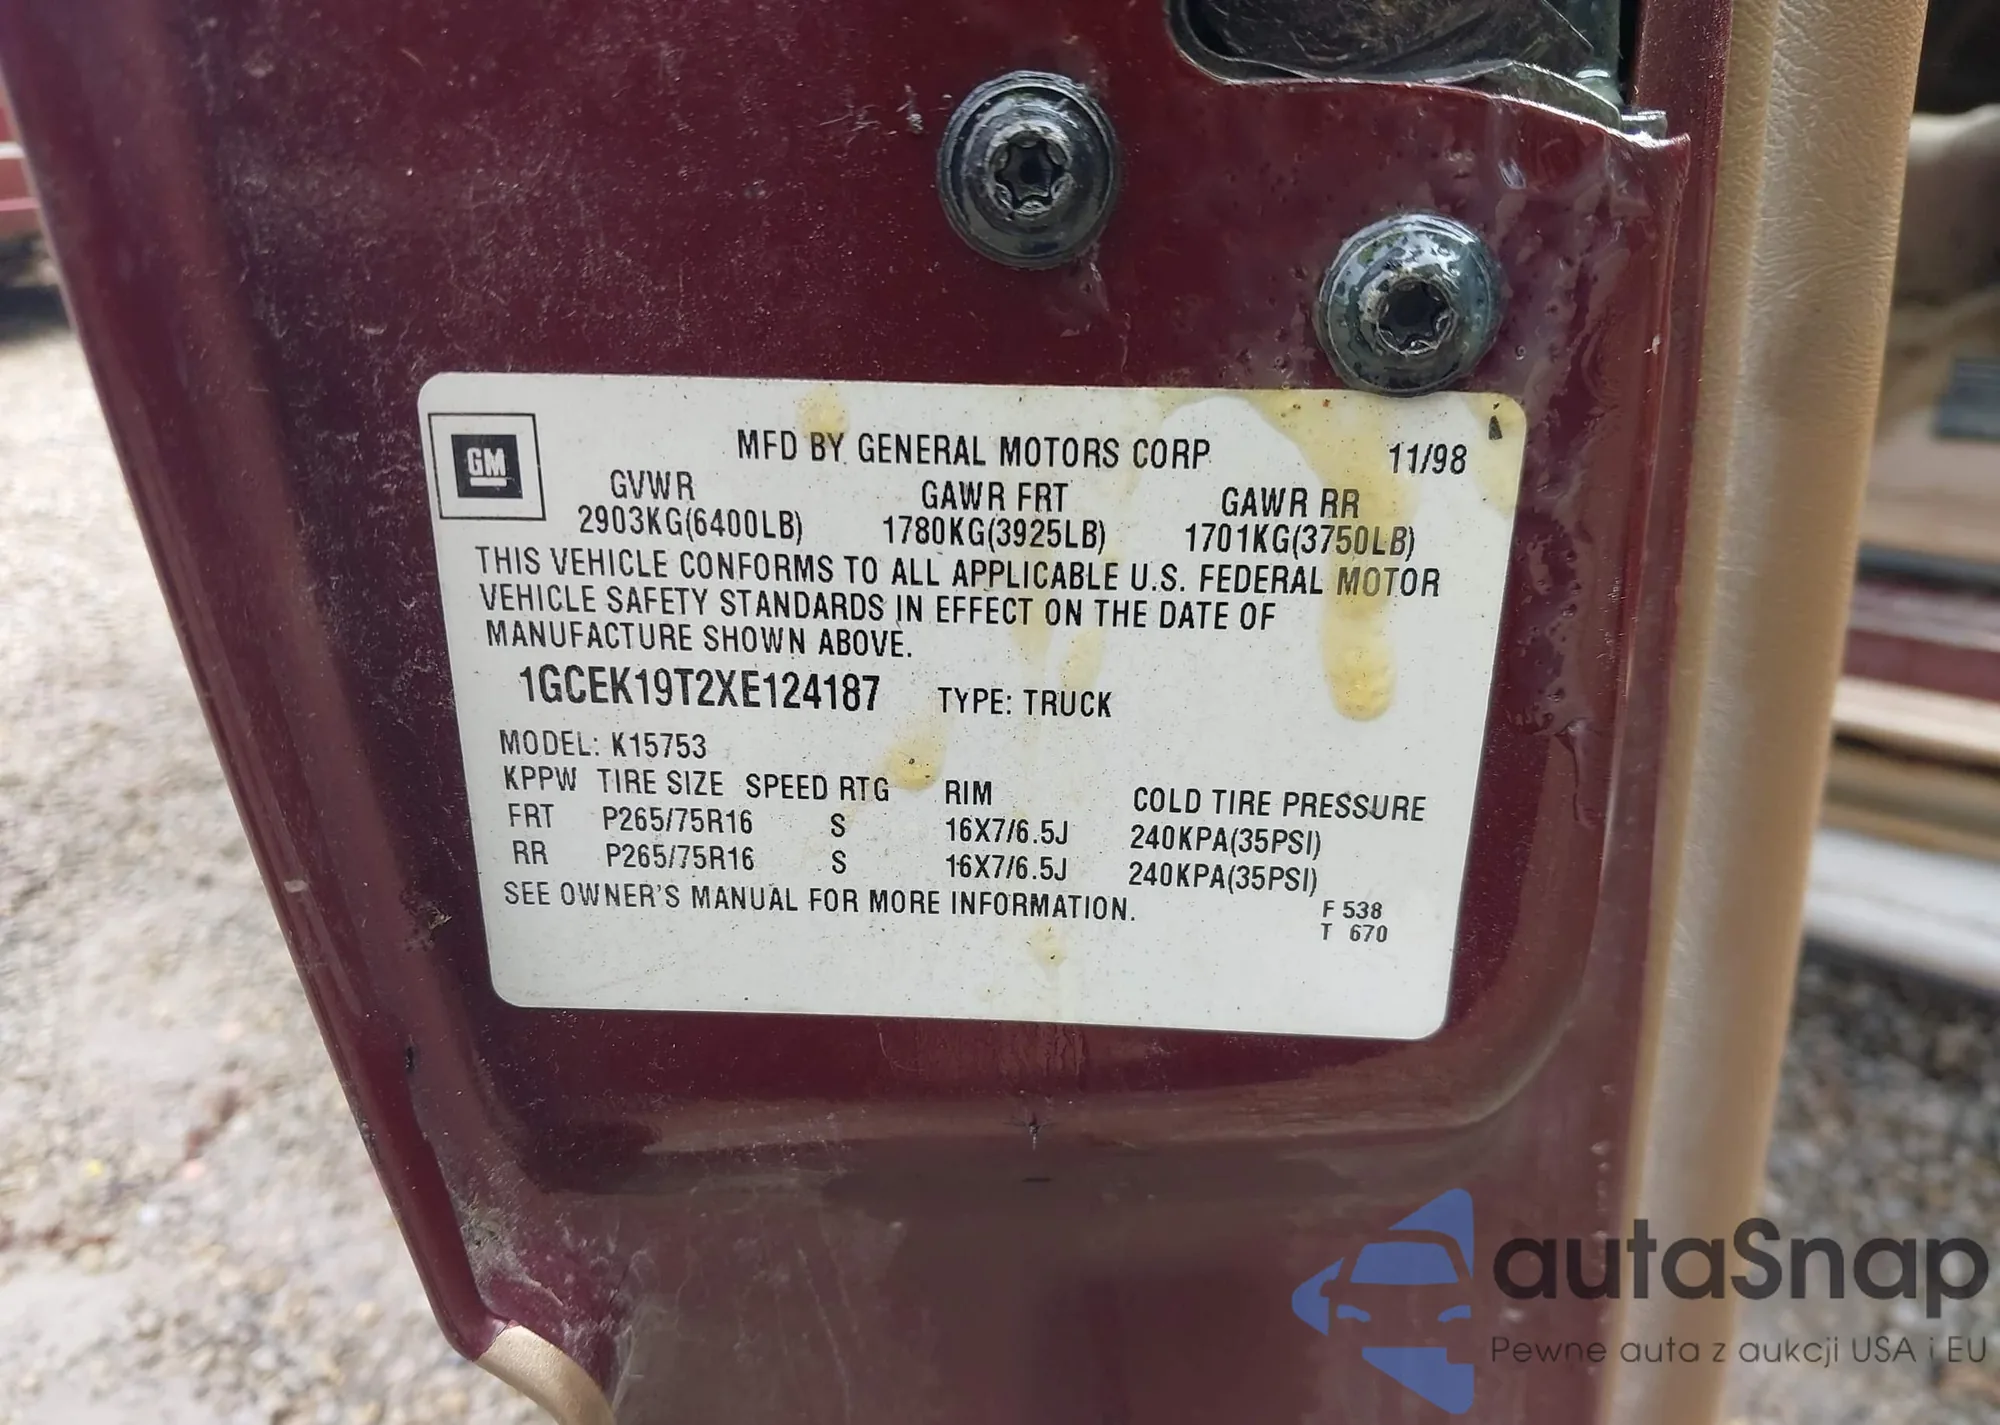 GM
MFD BY GENERAL MOTORS CORP 11/98
GVWR GAWR FRT GAWR RR
2903KG(6400LB) 1780KG(3925LB) 1701KG(3750LB)
THIS VEHICLE CONFORMS TO ALL APPLICABLE U.S. FEDERAL MOTOR
VEHICLE SAFETY STANDARDS IN EFFECT ON THE DATE OF
MANUFACTURE SHOWN ABOVE.
1GCEK19T2XE124187 TYPE: TRUCK
MODEL: K15753
KPPW TIRE SIZE SPEED RTG RIM COLD TIRE PRESSURE
FRT P265/75R16 S 16X7/6.5J 240KPA(35PSI)
RR P265/75R16 S 16X7/6.5J 240KPA(35PSI)
SEE OWNER'S MANUAL FOR MORE INFORMATION.
F 538
T 670
autaSnap
Pewne auta z aukcji USA i EU